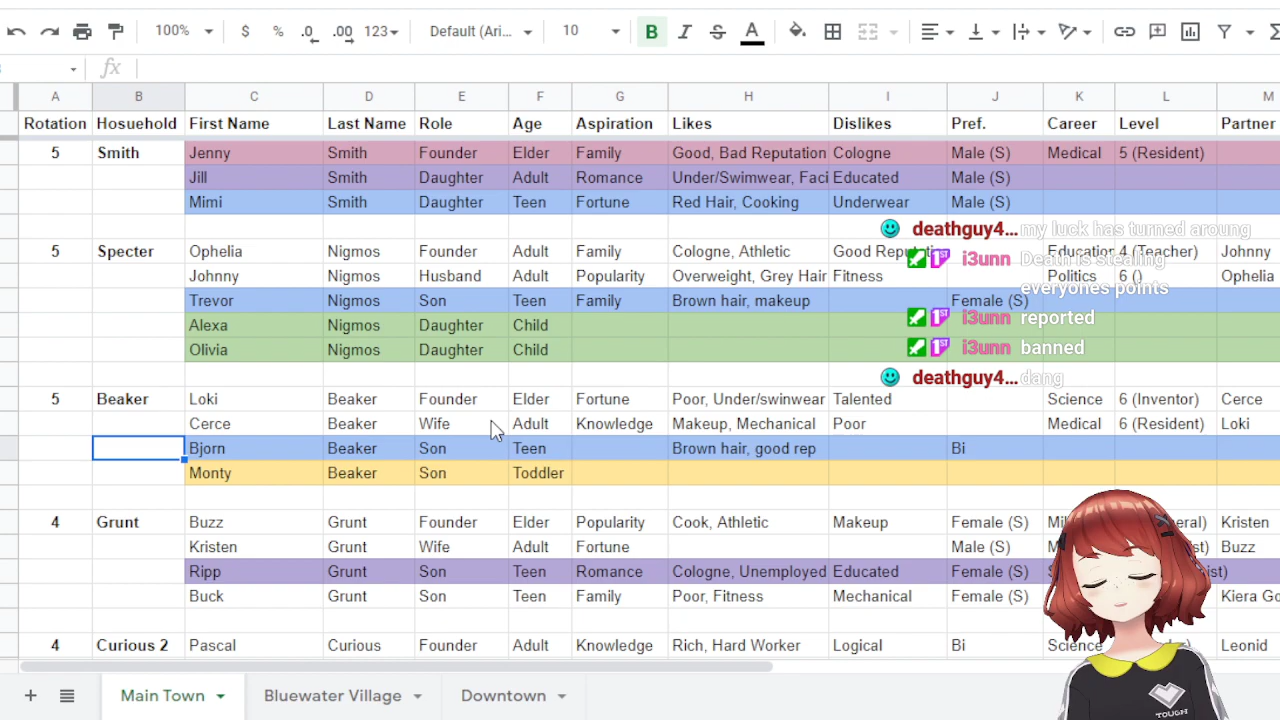 100% $ % .0 .00 123 Default (Ari... 10 B I S A
fx
A B C D E F G H I J K L M
Rotation Hosuehold First Name Last Name Role Age Aspiration Likes Dislikes Pref. Career Level Partner
5 Smith Jenny Smith Founder Elder Family Good, Bad Reputation Cologne Male (S) Medical 5 (Resident)
Jill Smith Daughter Adult Romance Under/Swimwear, Faci Educated Male (S)
Mimi Smith Daughter Teen Fortune Red Hair, Cooking Underwear Male (S)
deathguy4... my luck has turned aroung
5 Specter Ophelia Nigmos Founder Adult Family Cologne, Athletic Good Education 4 (Teacher) Johnny
i3unn Death is stealing
Johnny Nigmos Husband Adult Popularity Overweight, Grey Hair Fitness Politics 6 () Ophelia
everyones points
Trevor Nigmos Son Teen Family Brown hair, makeup Female (S)
i3unn reported
Alexa Nigmos Daughter Child
i3unn banned
Olivia Nigmos Daughter Child
deathguy4... dang
5 Beaker Loki Beaker Founder Elder Fortune Poor, Under/swinwear Talented Science 6 (Inventor) Cerce
Cerce Beaker Wife Adult Knowledge Makeup, Mechanical Poor Medical 6 (Resident) Loki
Bjorn Beaker Son Teen Brown hair, good rep Bi
Monty Beaker Son Toddler
4 Grunt Buzz Grunt Founder Elder Popularity Cook, Athletic Makeup Female (S) Kristen
Kristen Grunt Wife Adult Fortune Male (S) Buzz
Ripp Grunt Son Teen Romance Cologne, Unemployed Educated Female (S)
Buck Grunt Son Teen Family Poor, Fitness Mechanical Female (S) Kiera
4 Curious 2 Pascal Curious Founder Adult Knowledge Rich, Hard Worker Logical Bi Science Leonid
TOUGH
+ Main Town Bluewater Village Downtown